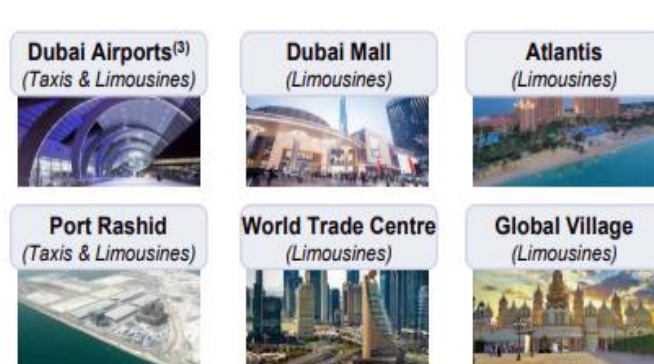 Dubai Airports(3)
(Taxis & Limousines)
Dubai Mall
(Limousines)
Atlantis
(Limousines)
Port Rashid
(Taxis & Limousines)
World Trade Centre
(Limousines)
Global Village
(Limousines)